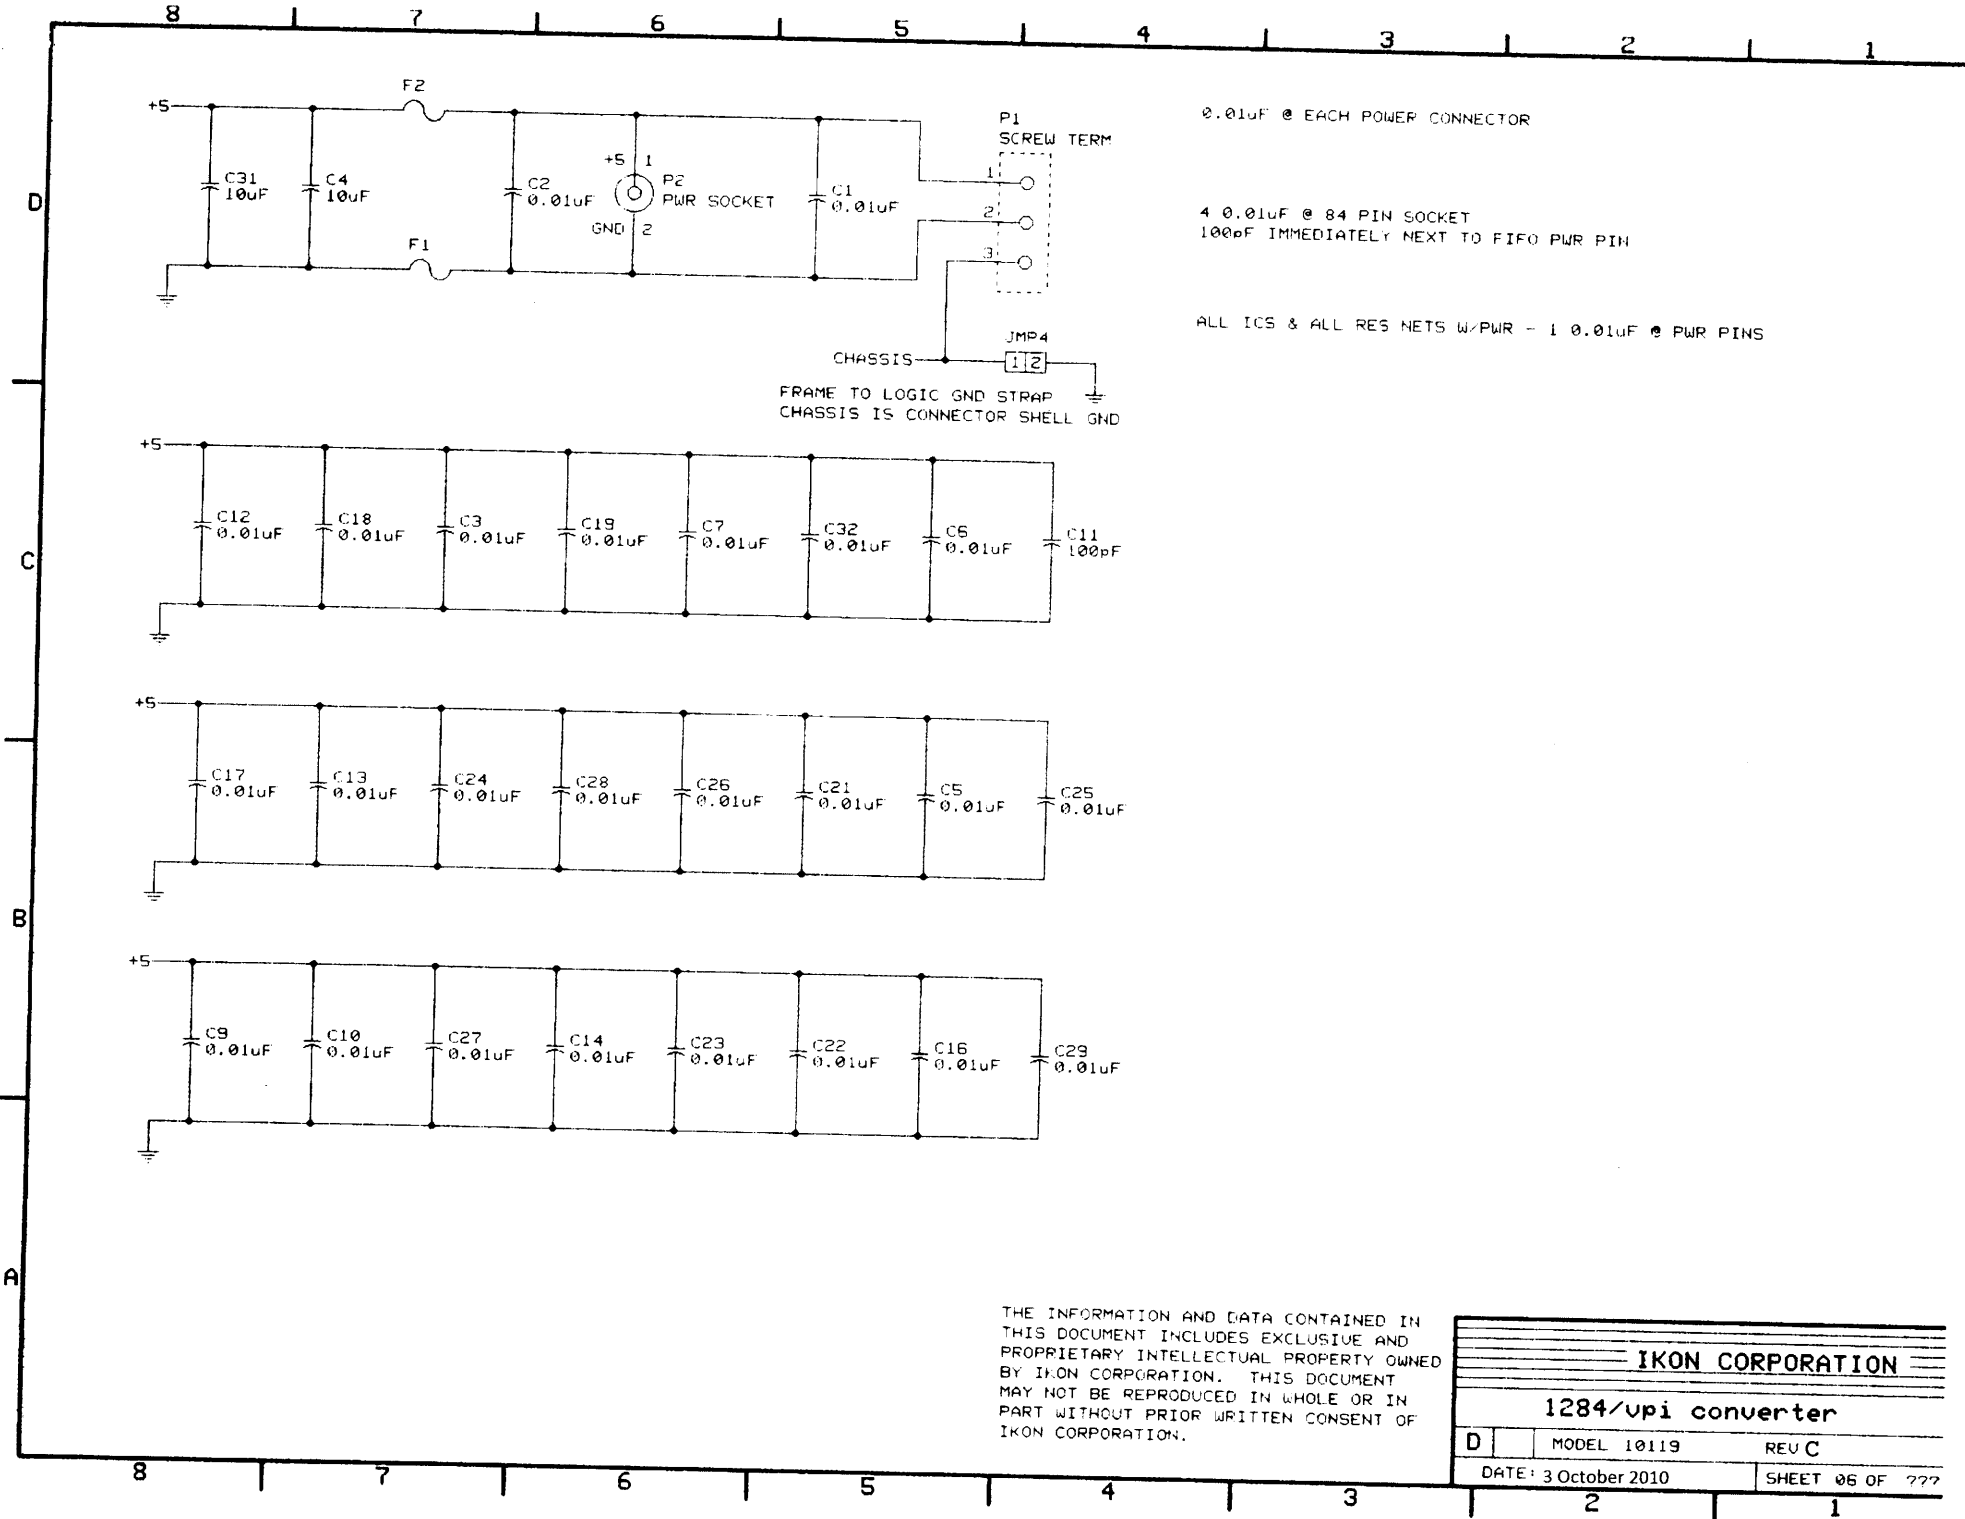 8 7 6 5 4 3 2 1
F2
+5
P1
SCREW TERM
0.01uF @ EACH POWER CONNECTOR
+5 1
C31
10uF
C4
10uF
C2
0.01uF
P2
PWR SOCKET
C1
0.01uF
1
D
2
GND 2
4 0.01uF @ 84 PIN SOCKET
100pF IMMEDIATELY NEXT TO FIFO PWR PIN
F1
3
ALL ICS & ALL RES NETS W/PWR - 1 0.01uF @ PWR PINS
JMP4
CHASSIS
1 2
FRAME TO LOGIC GND STRAP
CHASSIS IS CONNECTOR SHELL GND
+5
C12
0.01uF
C18
0.01uF
C3
0.01uF
C19
0.01uF
C7
0.01uF
C32
0.01uF
C6
0.01uF
C11
100pF
C
+5
C17
0.01uF
C13
0.01uF
C24
0.01uF
C28
0.01uF
C26
0.01uF
C21
0.01uF
C5
0.01uF
C25
0.01uF
B
+5
C9
0.01uF
C10
0.01uF
C27
0.01uF
C14
0.01uF
C23
0.01uF
C22
0.01uF
C16
0.01uF
C29
0.01uF
A
THE INFORMATION AND DATA CONTAINED IN
THIS DOCUMENT INCLUDES EXCLUSIVE AND
PROPRIETARY INTELLECTUAL PROPERTY OWNED
BY IKON CORPORATION. THIS DOCUMENT
MAY NOT BE REPRODUCED IN WHOLE OR IN
PART WITHOUT PRIOR WRITTEN CONSENT OF
IKON CORPORATION.
IKON CORPORATION
1284/vpi converter
D MODEL 10119 REV C
DATE: 3 October 2010 SHEET 06 OF ???
8 7 6 5 4 3 2 1